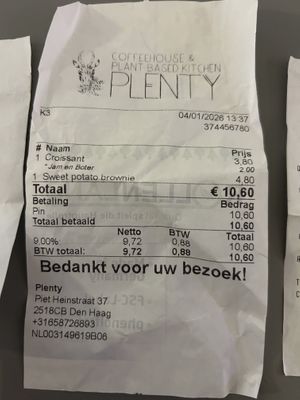 COFFEEHOUSE &
PLANT BASED KITCHEN
PLENTY
K3
04/01/2026 13:37
374456780
# Naam Prijs
1 Croissant 3,80
* Jam en Boter 2,00
1 Sweet potato brownie 4,80
Totaal € 10,60
Betaling Bedrag
Pin 10,60
Totaal betaald 10,60
Netto BTW Totaal
9.00% 9,72 0,88 10,60
BTW totaal: 9,72 0,88 10,60
Bedankt voor uw bezoek!
Plenty
Piet Heinstraat 37
2518CB Den Haag
+31658726893
NL003149619B06